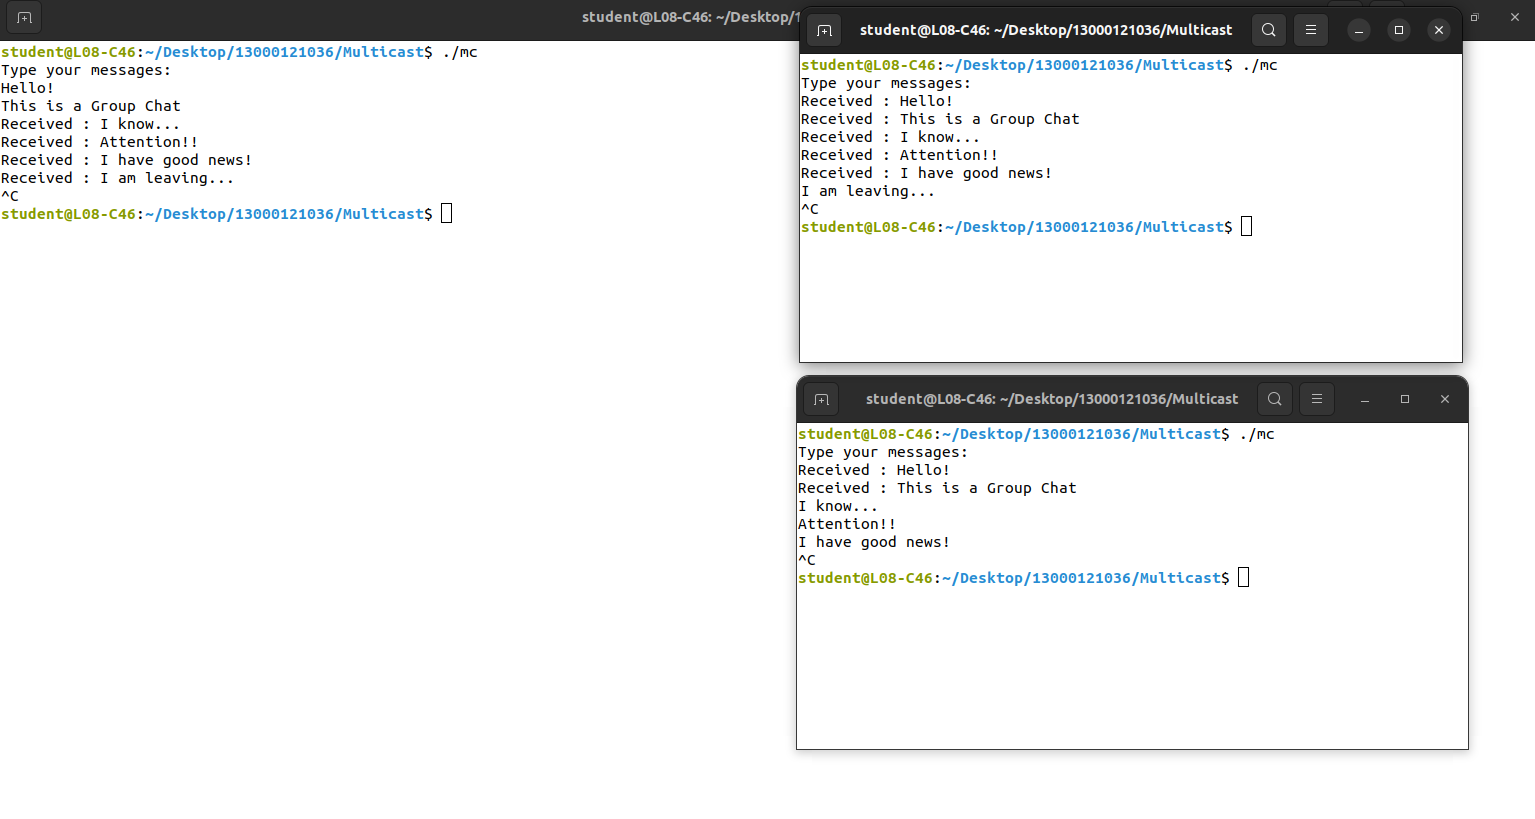 student@L08-C46: ~/Desktop/1
student@L08-C46:~/Desktop/13000121036/Multicast$ ./mc
Type your messages:
Hello!
This is a Group Chat
Received : I know...
Received : Attention!!
Received : I have good news!
Received : I am leaving...
^C
student@L08-C46:~/Desktop/13000121036/Multicast$
student@L08-C46: ~/Desktop/13000121036/Multicast
student@L08-C46:~/Desktop/13000121036/Multicast$ ./mc
Type your messages:
Received : Hello!
Received : This is a Group Chat
Received : I know...
Received : Attention!!
Received : I have good news!
I am leaving...
^C
student@L08-C46:~/Desktop/13000121036/Multicast$
student@L08-C46: ~/Desktop/13000121036/Multicast
student@L08-C46:~/Desktop/13000121036/Multicast$ ./mc
Type your messages:
Received : Hello!
Received : This is a Group Chat
I know...
Attention!!
I have good news!
^C
student@L08-C46:~/Desktop/13000121036/Multicast$